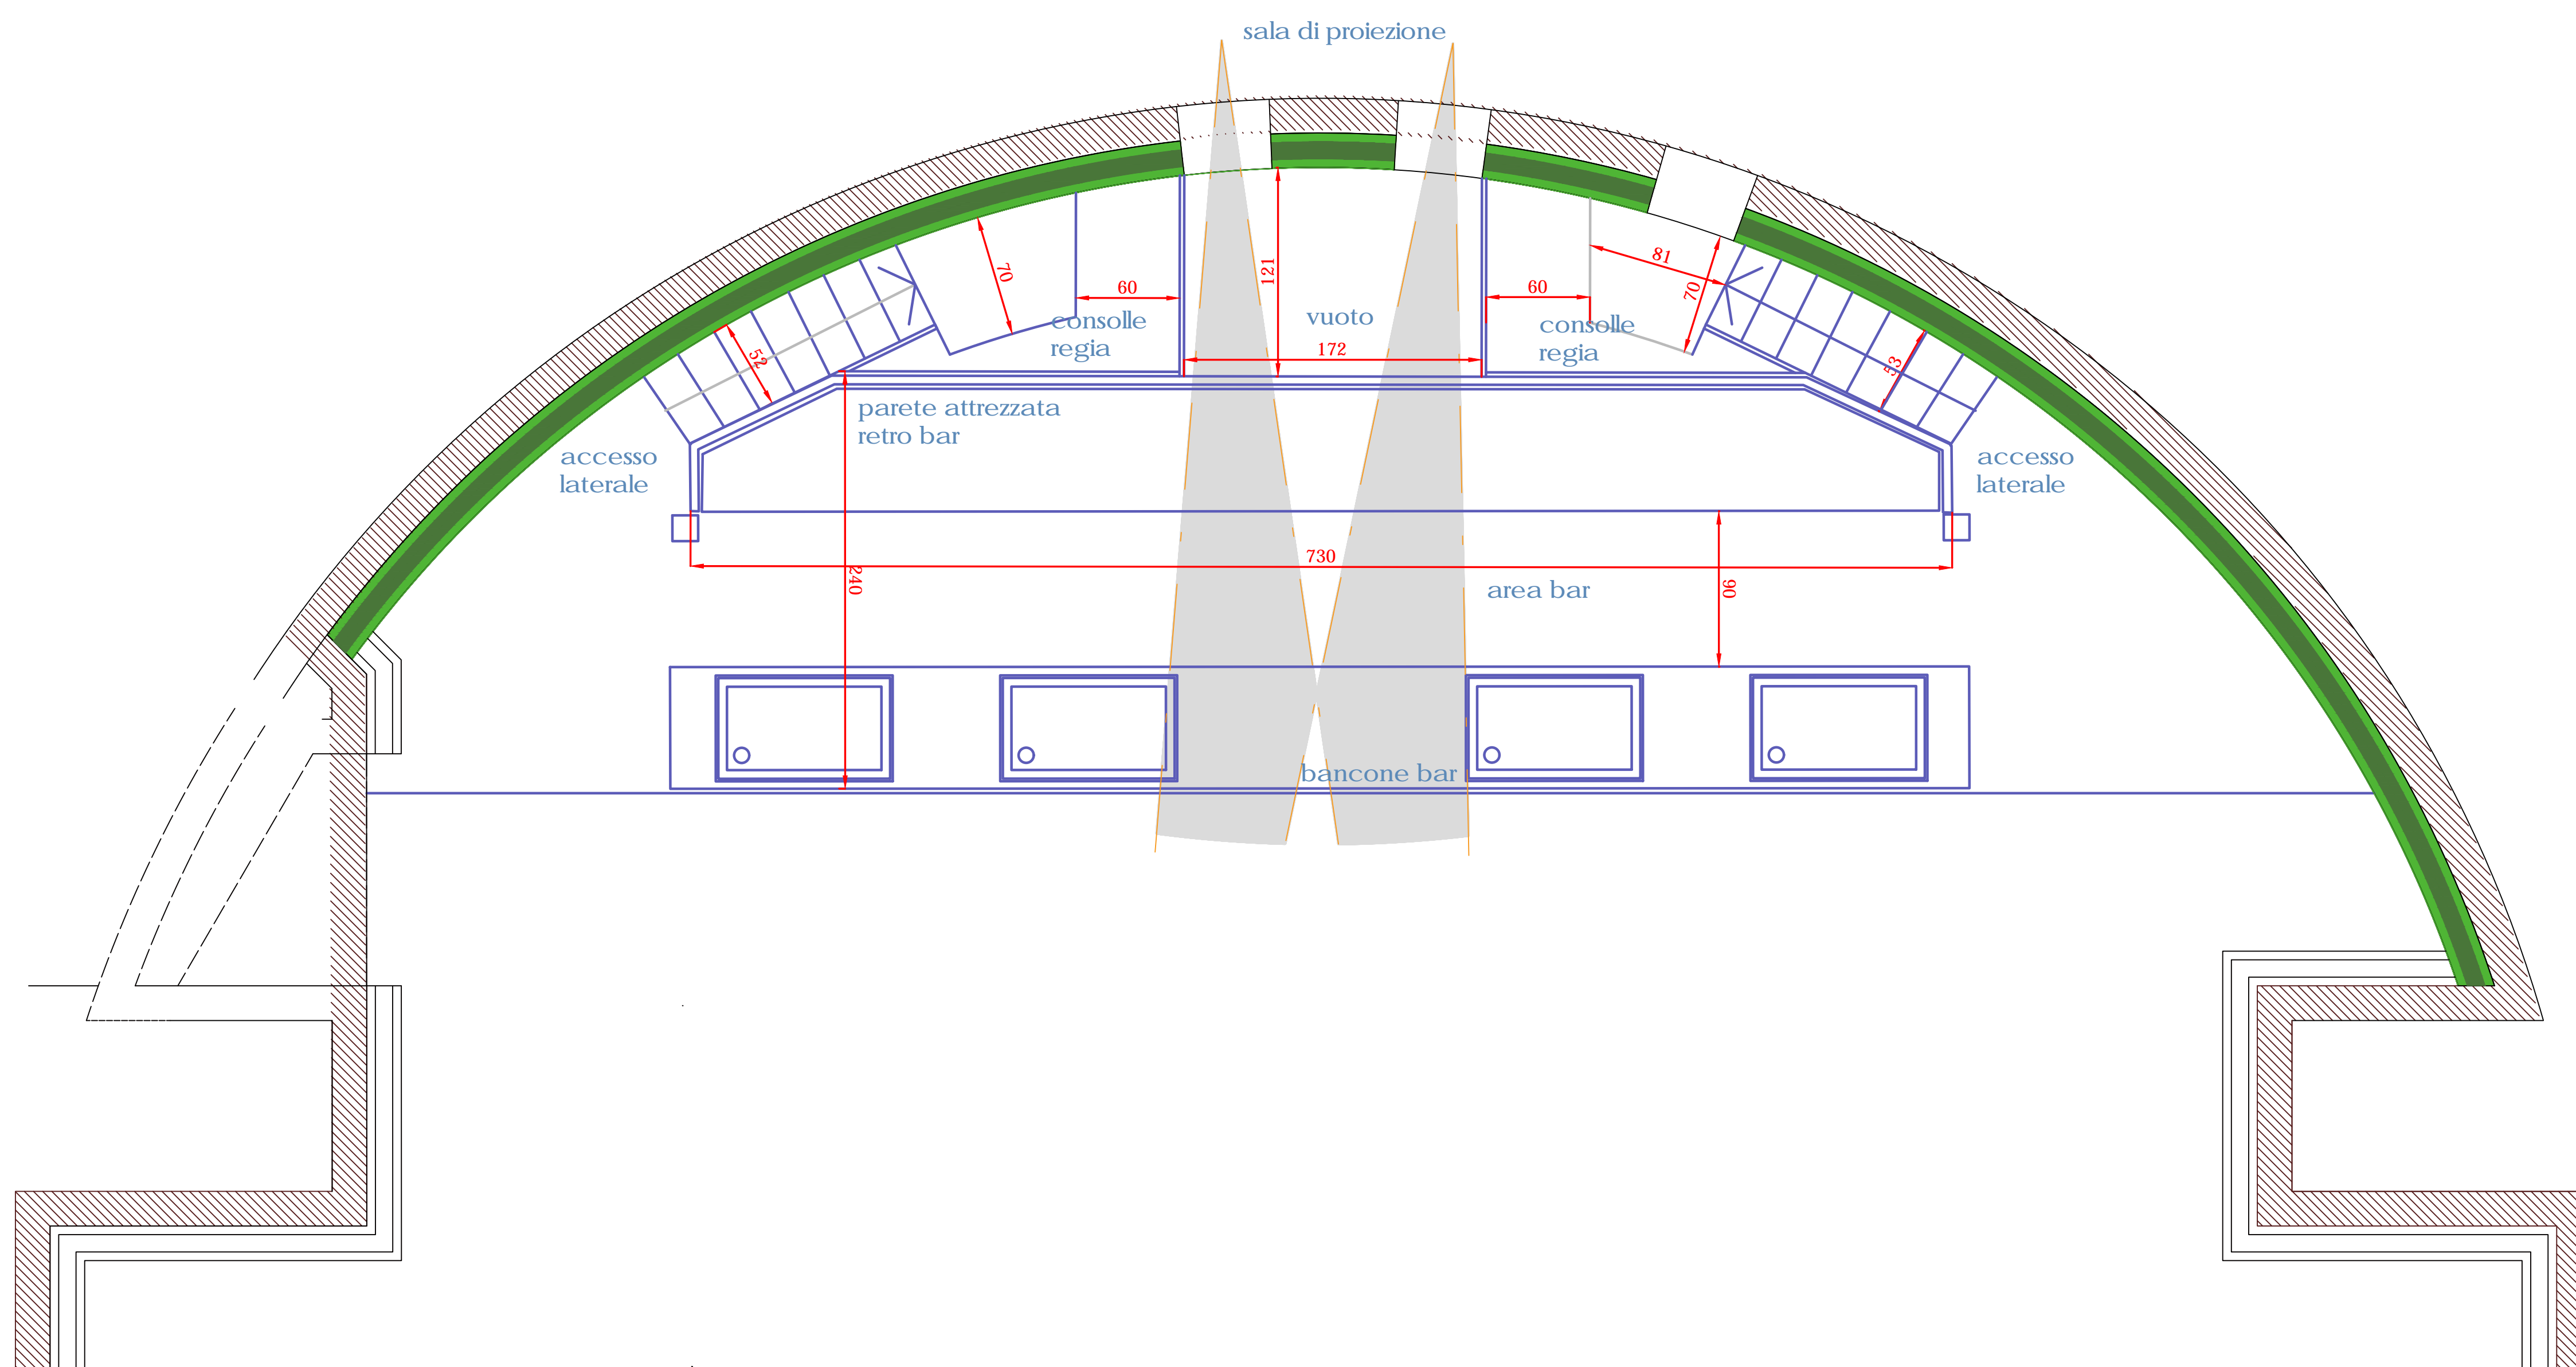 sala di proiezione
121
81
70
70
60
60
consolle
regia
vuoto
consolle
regia
172
52
53
parete attrezzata
retro bar
accesso
laterale
accesso
laterale
730
240
area bar
90
bancone bar